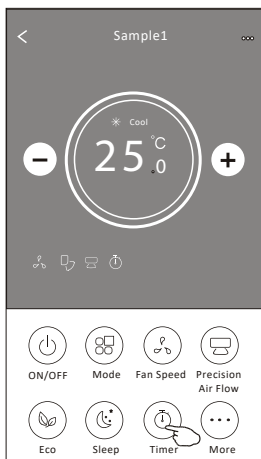 Sample1
Cool
25.0 °C
ON/OFF
Mode
Fan Speed
Precision
Air Flow
Eco
Sleep
Timer
More